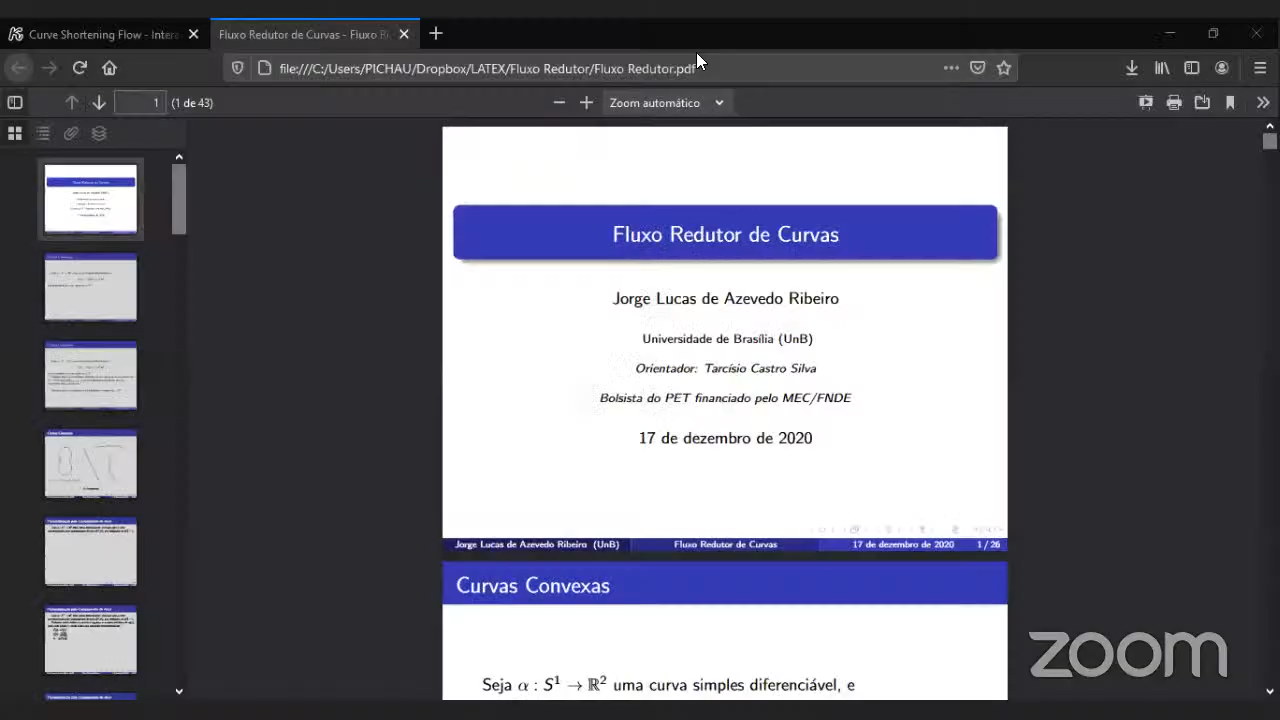 Curve Shortening Flow - Intera
Fluxo Redutor de Curvas - Fluxo R
file:///C:/Users/PICHAU/Dropbox/LATEX/Fluxo Redutor/Fluxo Redutor.pdf
1 (1 de 43)
Zoom automático
Fluxo Redutor de Curvas
Jorge Lucas de Azevedo Ribeiro
Universidade de Brasília (UnB)
Orientador: Tarcísio Castro Silva
Bolsista do PET financiado pelo MEC/FNDE
17 de dezembro de 2020
Jorge Lucas de Azevedo Ribeiro (UnB) Fluxo Redutor de Curvas 17 de dezembro de 2020 1 / 26
Curvas Convexas
Seja α : S¹ → ℝ² uma curva simples diferenciável, e
zoom